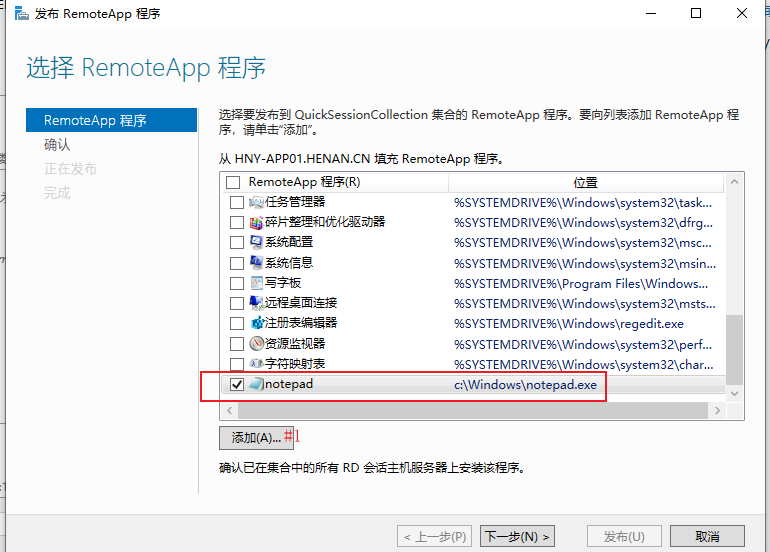 发布 RemoteApp 程序
选择 RemoteApp 程序
RemoteApp 程序
确认
正在发布
完成
选择要发布到 QuickSessionCollection 集合的 RemoteApp 程序。要向列表添加 RemoteApp 程
序，请单击“添加”。
从 HNY-APP01.HENAN.CN 填充 RemoteApp 程序。
RemoteApp 程序(R) 位置
任务管理器 %SYSTEMDRIVE%\Windows\system32\task...
碎片整理和优化驱动器 %SYSTEMDRIVE%\Windows\system32\dfrg...
系统配置 %SYSTEMDRIVE%\Windows\system32\msc...
系统信息 %SYSTEMDRIVE%\Windows\system32\msin...
写字板 %SYSTEMDRIVE%\Program Files\Windows...
远程桌面连接 %SYSTEMDRIVE%\Windows\system32\msts...
注册表编辑器 %SYSTEMDRIVE%\Windows\regedit.exe
资源监视器 %SYSTEMDRIVE%\Windows\system32\perf...
字符映射表 %SYSTEMDRIVE%\Windows\system32\char...
notepad c:\Windows\notepad.exe
添加(A)... #1
确认已在集合中的所有 RD 会话主机服务器上安装该程序。
< 上一步(P) 下一步(N) > 发布(U) 取消